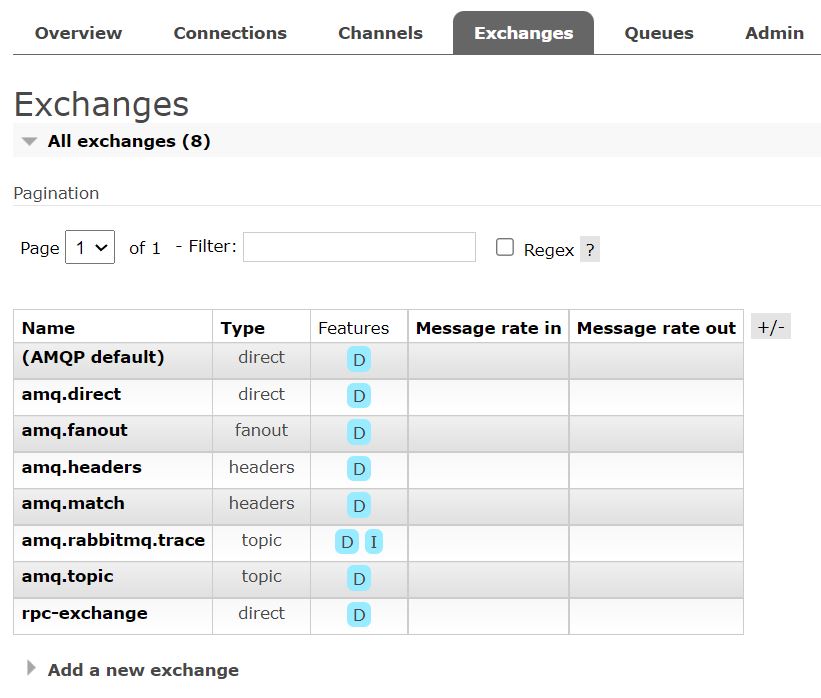 Overview Connections Channels Exchanges Queues Admin
Exchanges
All exchanges (8)
Pagination
Page 1 of 1 - Filter: Regex ?
Name Type Features Message rate in Message rate out +/-
(AMQP default) direct D
amq.direct direct D
amq.fanout fanout D
amq.headers headers D
amq.match headers D
amq.rabbitmq.trace topic D I
amq.topic topic D
rpc-exchange direct D
Add a new exchange